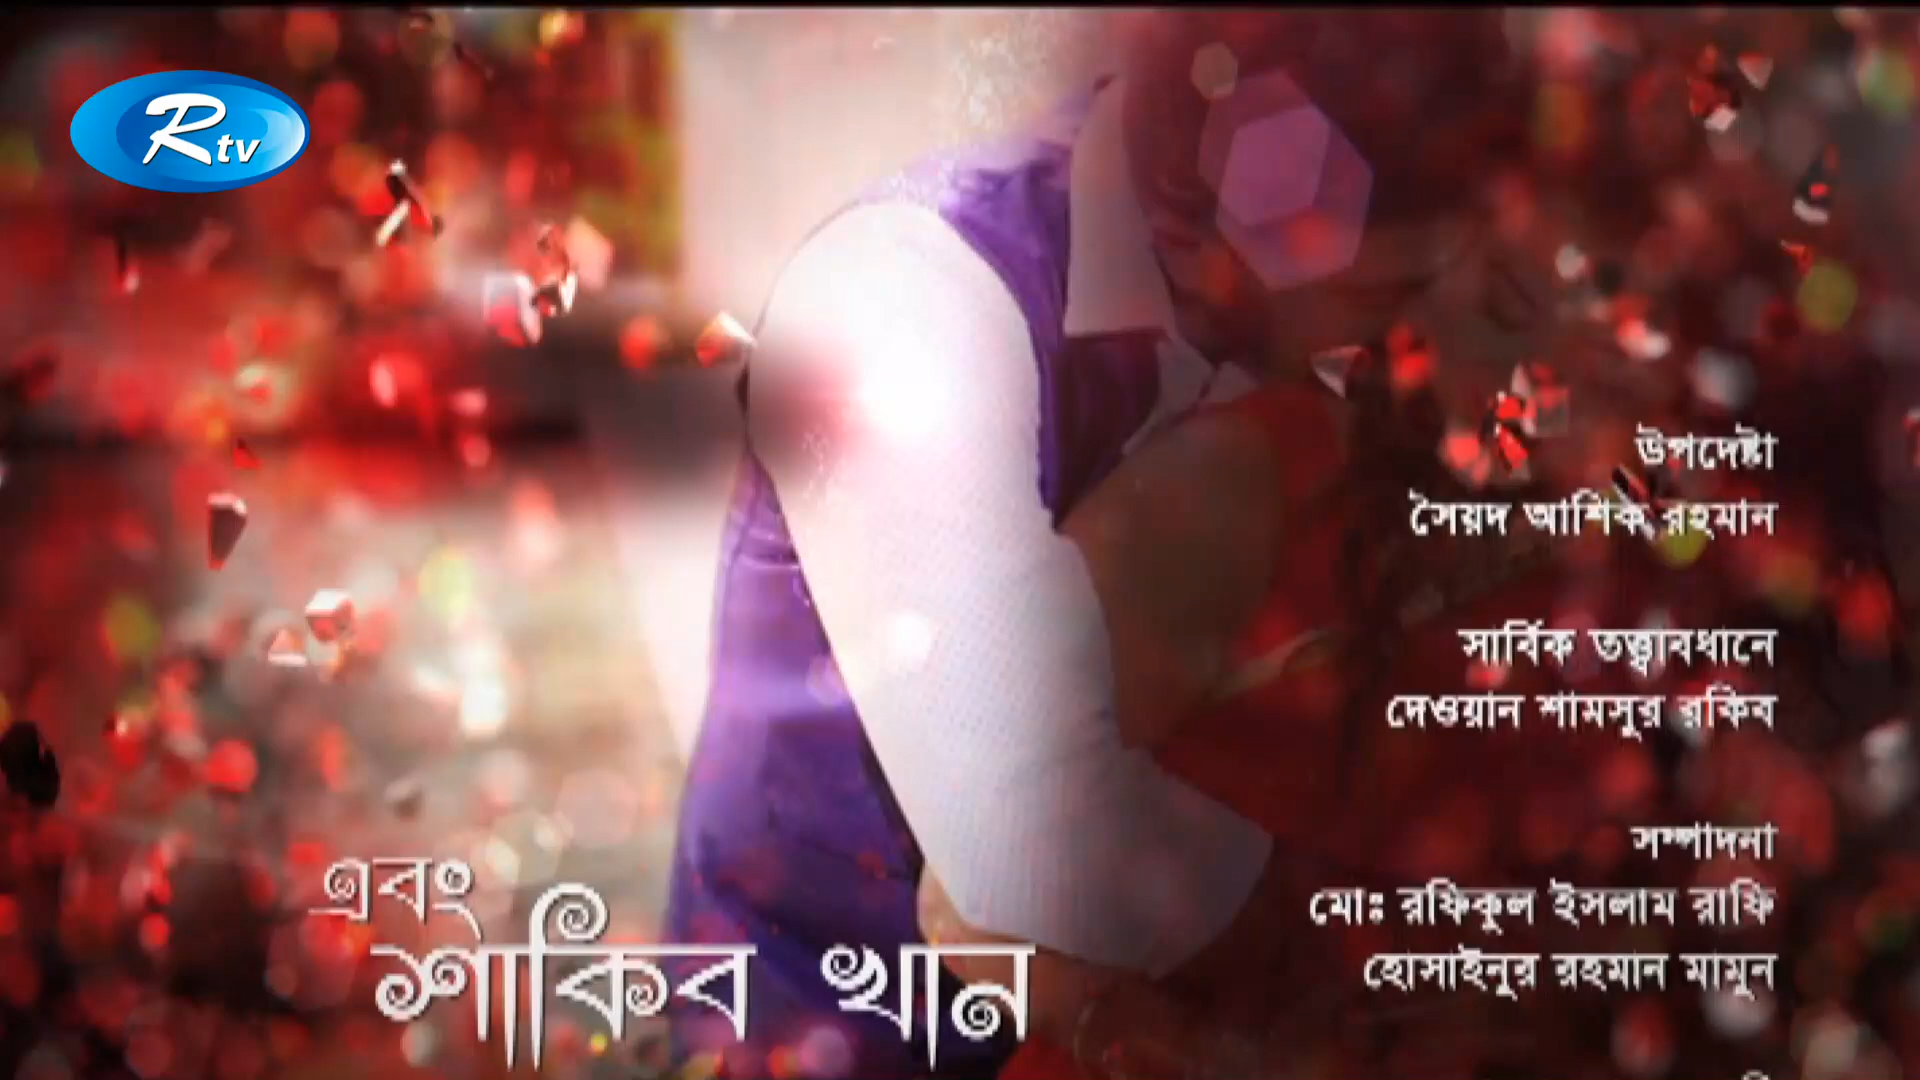 Rtv
উপদেষ্টা
সৈয়দ আশিক রহমান
সার্বিক তত্ত্বাবধানে
দেওয়ান শামসুর রকিব
সম্পাদনা
মোঃ রফিকুল ইসলাম রাফি
হোসাইনুর রহমান মামুন
এবং
শাকিব খান